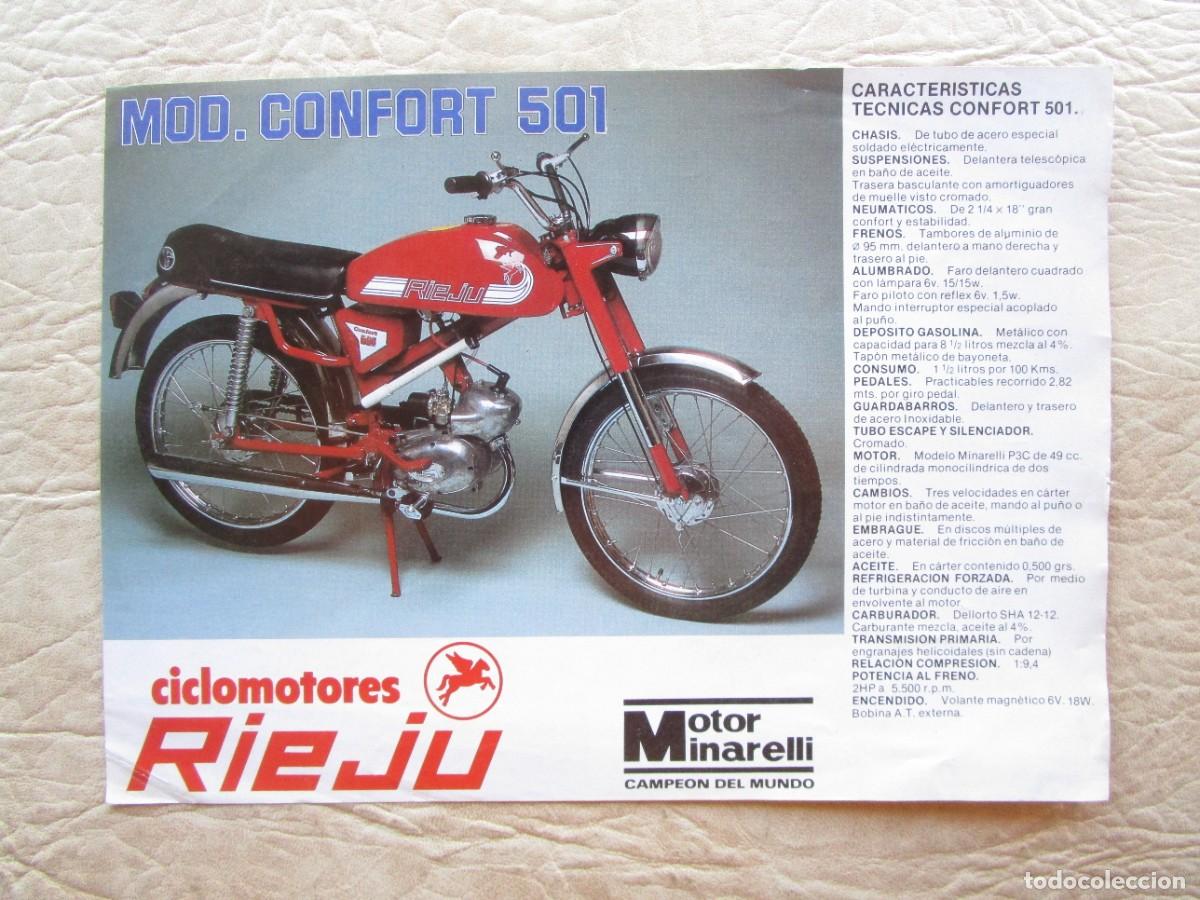 MOD. CONFORT 501
RieJu
Confort
ciclomotores
RieJu
Motor
Minarelli
CAMPEON DEL MUNDO
CARACTERISTICAS
TECNICAS CONFORT 501.
CHASIS. De tubo de acero especial
soldado eléctricamente.
SUSPENSIONES. Delantera telescópica
en baño de aceite.
Trasera basculante con amortiguadores
de muelle visto cromado.
NEUMATICOS. De 2 1/4 x 18'' gran
confort y estabilidad.
FRENOS. Tambores de aluminio de
ø 95 mm. delantero a mano derecha y
trasero al pie.
ALUMBRADO. Faro delantero cuadrado
con lámpara 6v. 15/15w.
Faro piloto con reflex 6v. 1,5w.
Mando interruptor especial acoplado
al puño.
DEPOSITO GASOLINA. Metálico con
capacidad para 8 1/2 litros mezcla al 4%.
Tapón metálico de bayoneta.
CONSUMO. 1 1/2 litros por 100 Kms.
PEDALES. Practicables recorrido 2,82
mts. por giro pedal.
GUARDABARROS. Delantero y trasero
de acero Inoxidable.
TUBO ESCAPE Y SILENCIADOR.
Cromado.
MOTOR. Modelo Minarelli P3C de 49 cc.
de cilindrada monocilíndrica de dos
tiempos.
CAMBIOS. Tres velocidades en cárter
motor en baño de aceite, mando al puño o
al pie indistintamente.
EMBRAGUE. En discos múltiples de
acero y material de fricción en baño de
aceite.
ACEITE. En cárter contenido 0,500 grs.
REFRIGERACION FORZADA. Por medio
de turbina y conducto de aire en
envolvente al motor.
CARBURADOR. Dellorto SHA 12-12.
Carburante mezcla, aceite al 4%.
TRANSMISION PRIMARIA. Por
engranajes helicoidales (sin cadena)
RELACIÓN COMPRESION. 1:9,4
POTENCIA AL FRENO.
2HP a 5.500 r.p.m.
ENCENDIDO. Volante magnético 6V. 18W.
Bobina A.T. externa.
todocoleccion